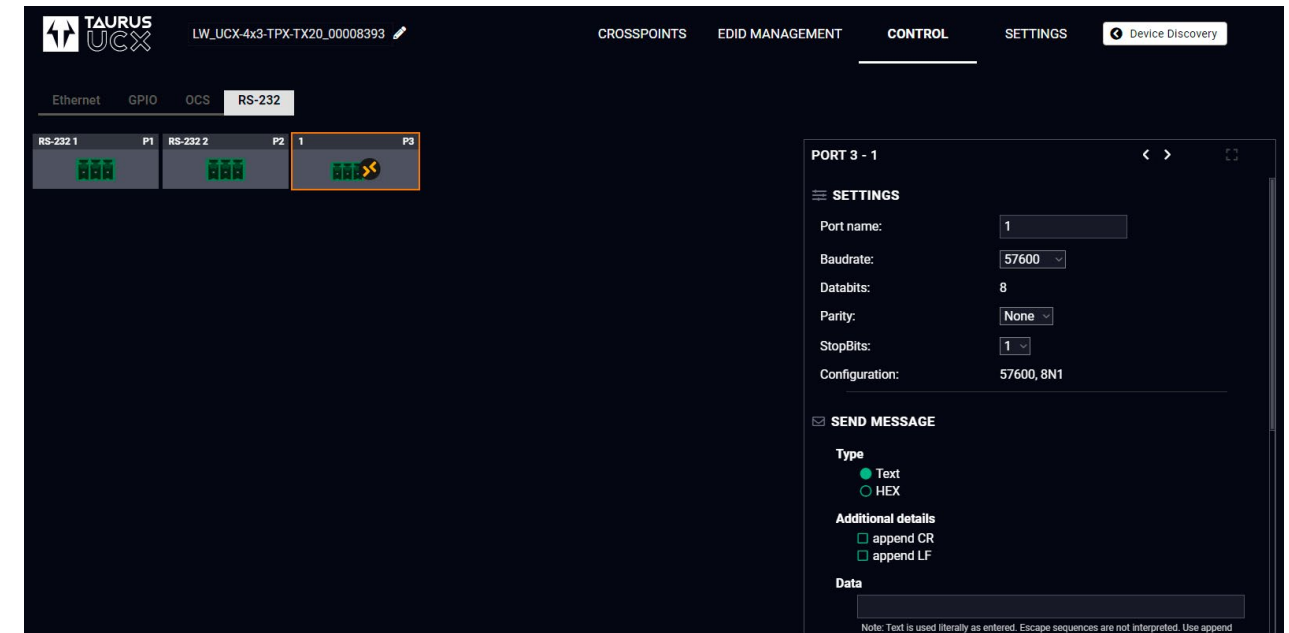 TAURUS
UCX
LW_UCX-4x3-TPX-TX20_00008393
CROSSPOINTS EDID MANAGEMENT CONTROL SETTINGS Device Discovery
Ethernet GPIO OCS RS-232
RS-232 1 P1 RS-232 2 P2 1 P3
PORT 3 - 1
SETTINGS
Port name: 1
Baudrate: 57600
Databits: 8
Parity: None
StopBits: 1
Configuration: 57600, 8N1
SEND MESSAGE
Type
Text
HEX
Additional details
append CR
append LF
Data
Note: Text is used literally as entered. Escape sequences are not interpreted. Use append